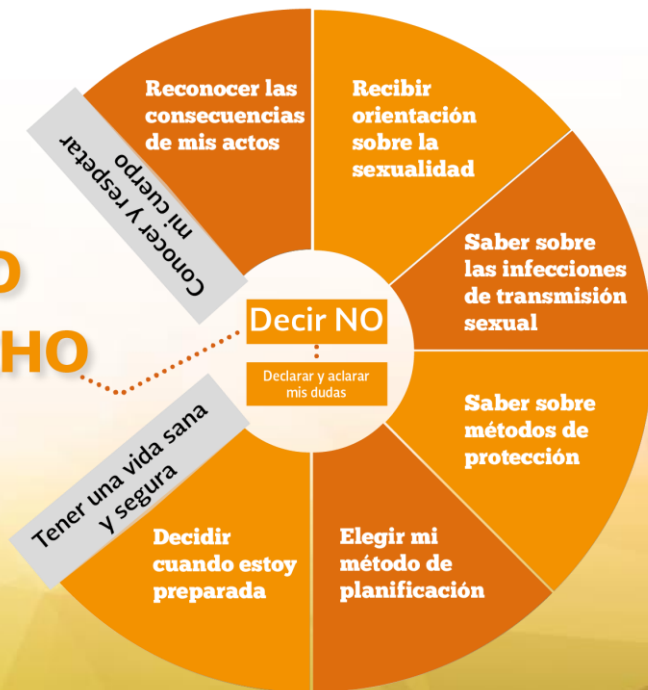 Reconocer las
consecuencias
de mis actos
Recibir
orientación
sobre la
sexualidad
Conocer y respetar
mi cuerpo
Saber sobre
las infecciones
de transmisión
sexual
O
HO
Decir NO
Declarar y aclarar
mis dudas
Saber sobre
métodos de
protección
Tener una vida sana
y segura
Decidir
cuando estoy
preparada
Elegir mi
método de
planificación